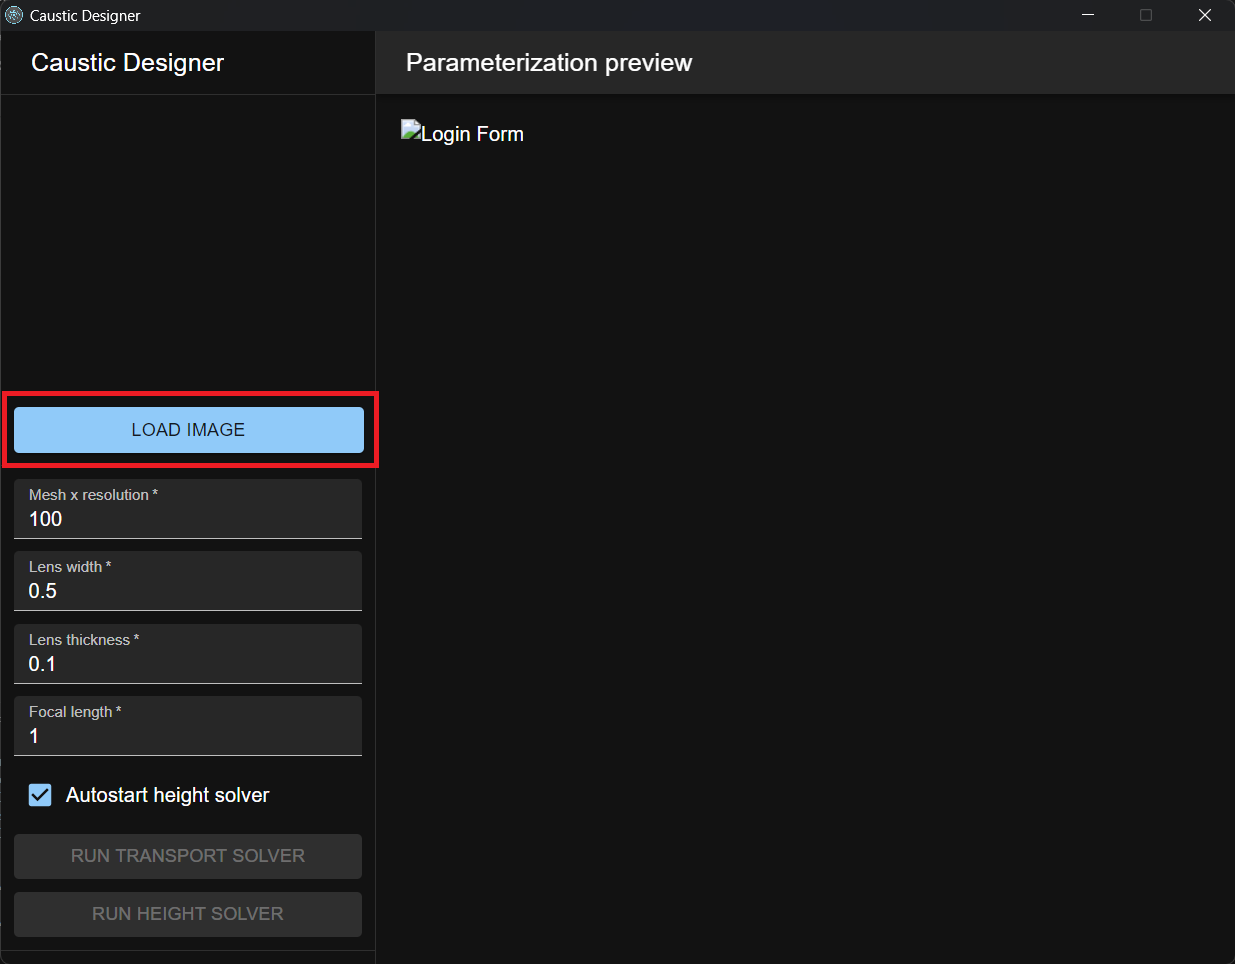 Caustic Designer
Caustic Designer
Parameterization preview
Login Form
LOAD IMAGE
Mesh x resolution *
100
Lens width *
0.5
Lens thickness *
0.1
Focal length *
1
Autostart height solver
RUN TRANSPORT SOLVER
RUN HEIGHT SOLVER